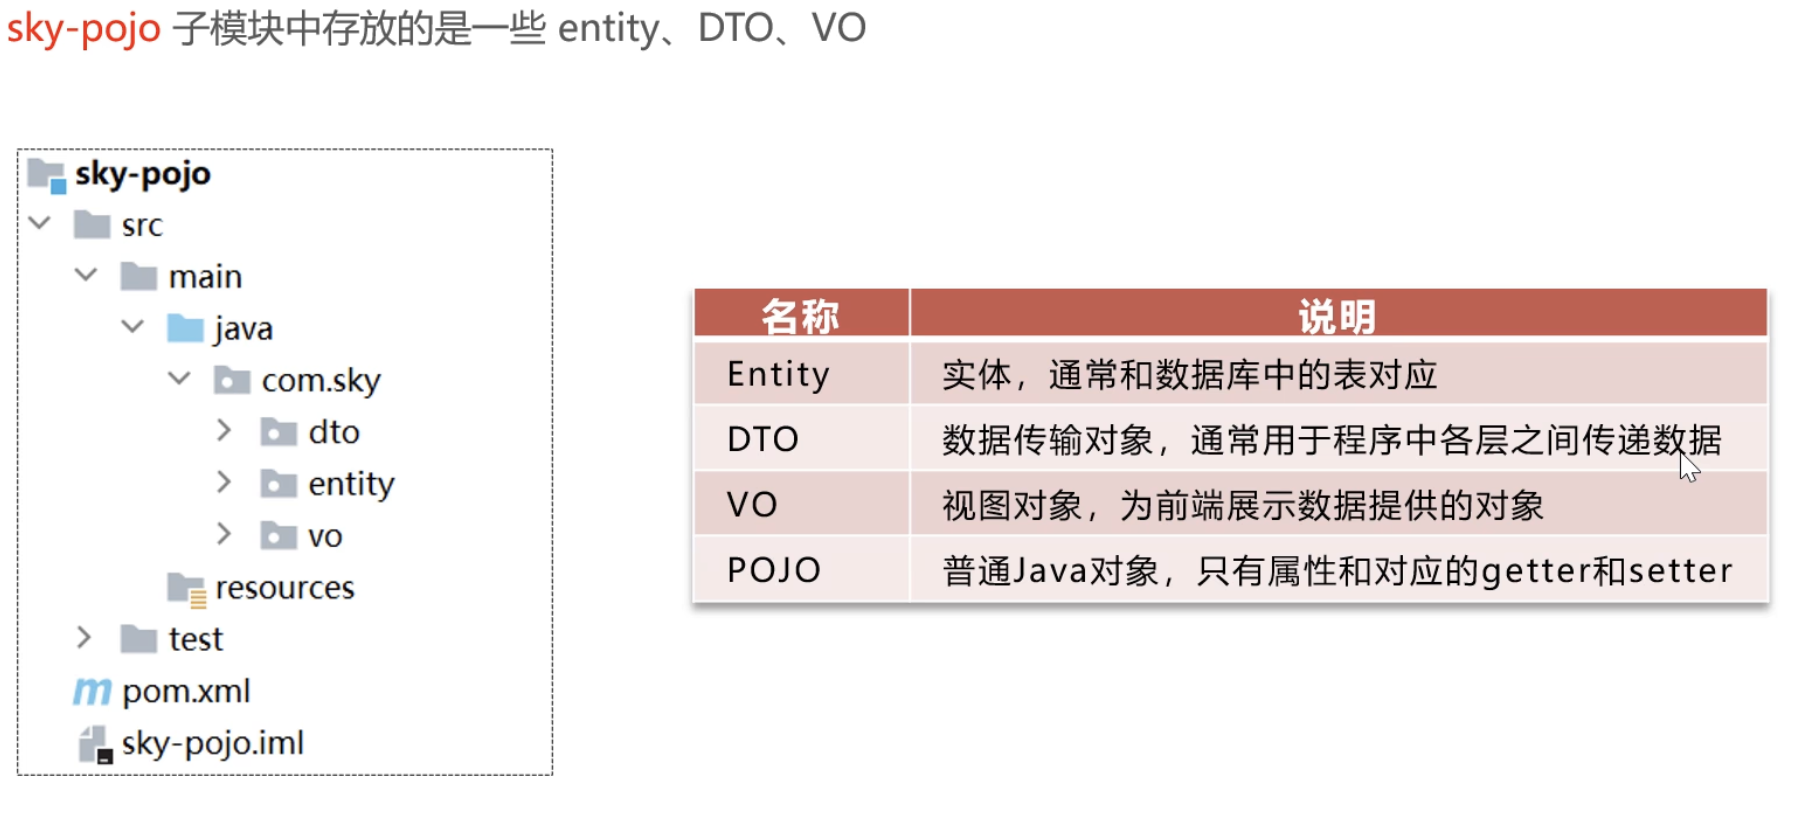 sky-pojo 子模块中存放的是一些 entity、DTO、VO
sky-pojo
src
main
java
com.sky
dto
entity
vo
resources
test
pom.xml
sky-pojo.iml
名称 说明
Entity 实体，通常和数据库中的表对应
DTO 数据传输对象，通常用于程序中各层之间传递数据
VO 视图对象，为前端展示数据提供的对象
POJO 普通Java对象，只有属性和对应的getter和setter